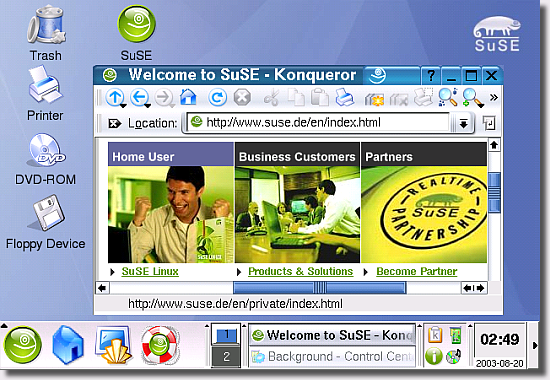 Trash
SuSE
SuSE
Printer
DVD
DVD-ROM
Floppy Device
Welcome to SuSE - Konqueror
?
Location: http://www.suse.de/en/index.html
Home User
Business Customers
Partners
REALTIME
SuSE
PARTNERSHIP
SuSE Linux
Products & Solutions
Become Partner
http://www.suse.de/en/private/index.html
1
2
Welcome to SuSE - Konq
Background - Control Cent
02:49
2003-08-20